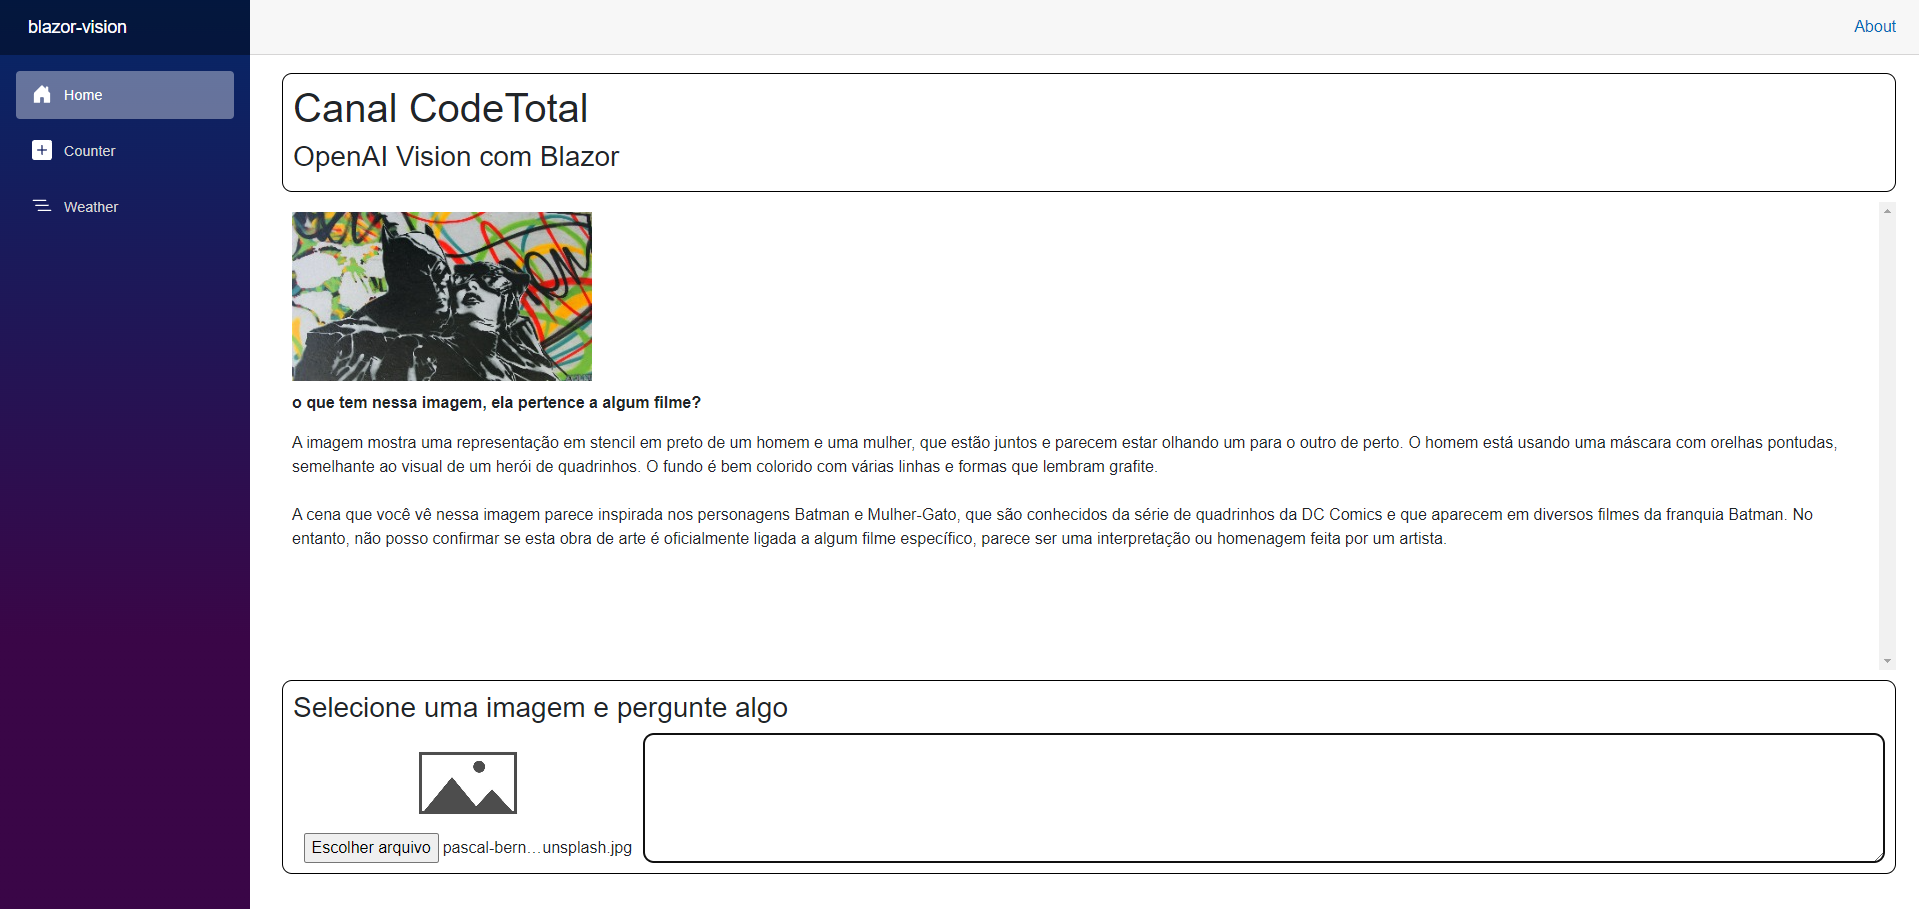 blazor-vision
About
Home
Counter
Weather
Canal CodeTotal
OpenAI Vision com Blazor
o que tem nessa imagem, ela pertence a algum filme?
A imagem mostra uma representação em stencil em preto de um homem e uma mulher, que estão juntos e parecem estar olhando um para o outro de perto. O homem está usando uma máscara com orelhas pontudas,
semelhante ao visual de um herói de quadrinhos. O fundo é bem colorido com várias linhas e formas que lembram grafite.
A cena que você vê nessa imagem parece inspirada nos personagens Batman e Mulher-Gato, que são conhecidos da série de quadrinhos da DC Comics e que aparecem em diversos filmes da franquia Batman. No
entanto, não posso confirmar se esta obra de arte é oficialmente ligada a algum filme específico, parece ser uma interpretação ou homenagem feita por um artista.
Selecione uma imagem e pergunte algo
Escolher arquivo pascal-bern...unsplash.jpg